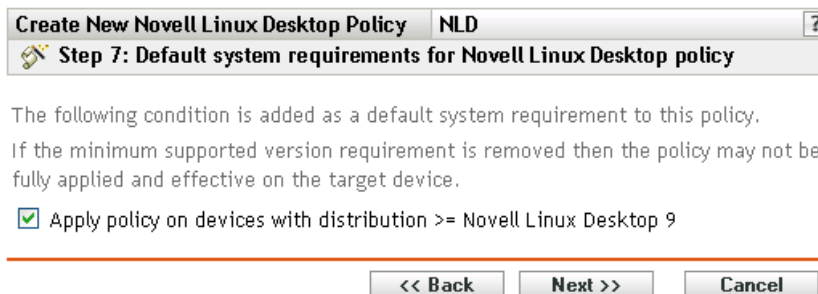 Create New Novell Linux Desktop Policy NLD ?
Step 7: Default system requirements for Novell Linux Desktop policy
The following condition is added as a default system requirement to this policy.
If the minimum supported version requirement is removed then the policy may not be
fully applied and effective on the target device.
Apply policy on devices with distribution >= Novell Linux Desktop 9
<< Back Next >> Cancel